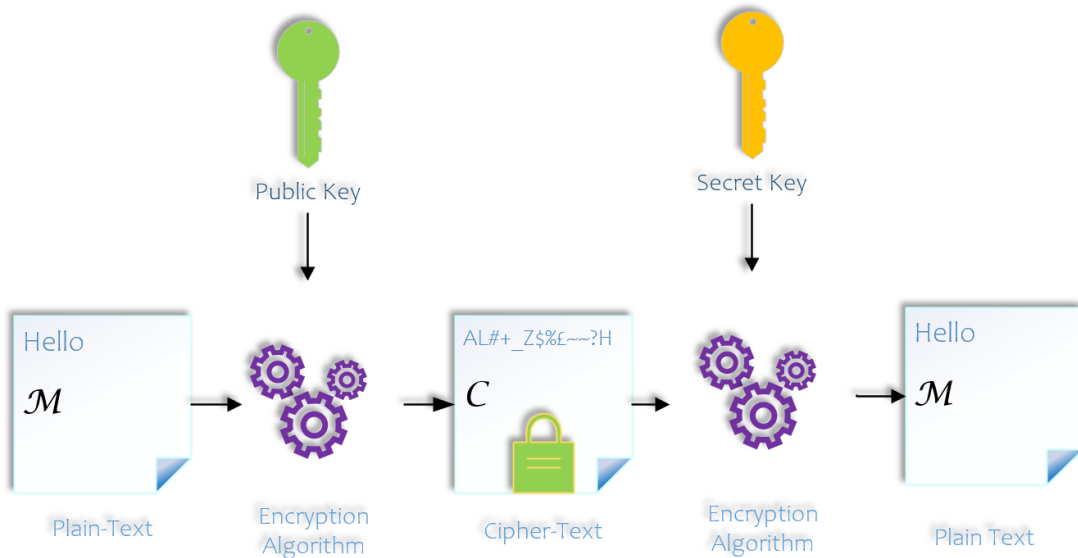 Public Key
Secret Key
Hello
M
AL#+_Z$%£~~?H
C
Hello
M
Plain-Text
Encryption
Algorithm
Cipher-Text
Encryption
Algorithm
Plain Text